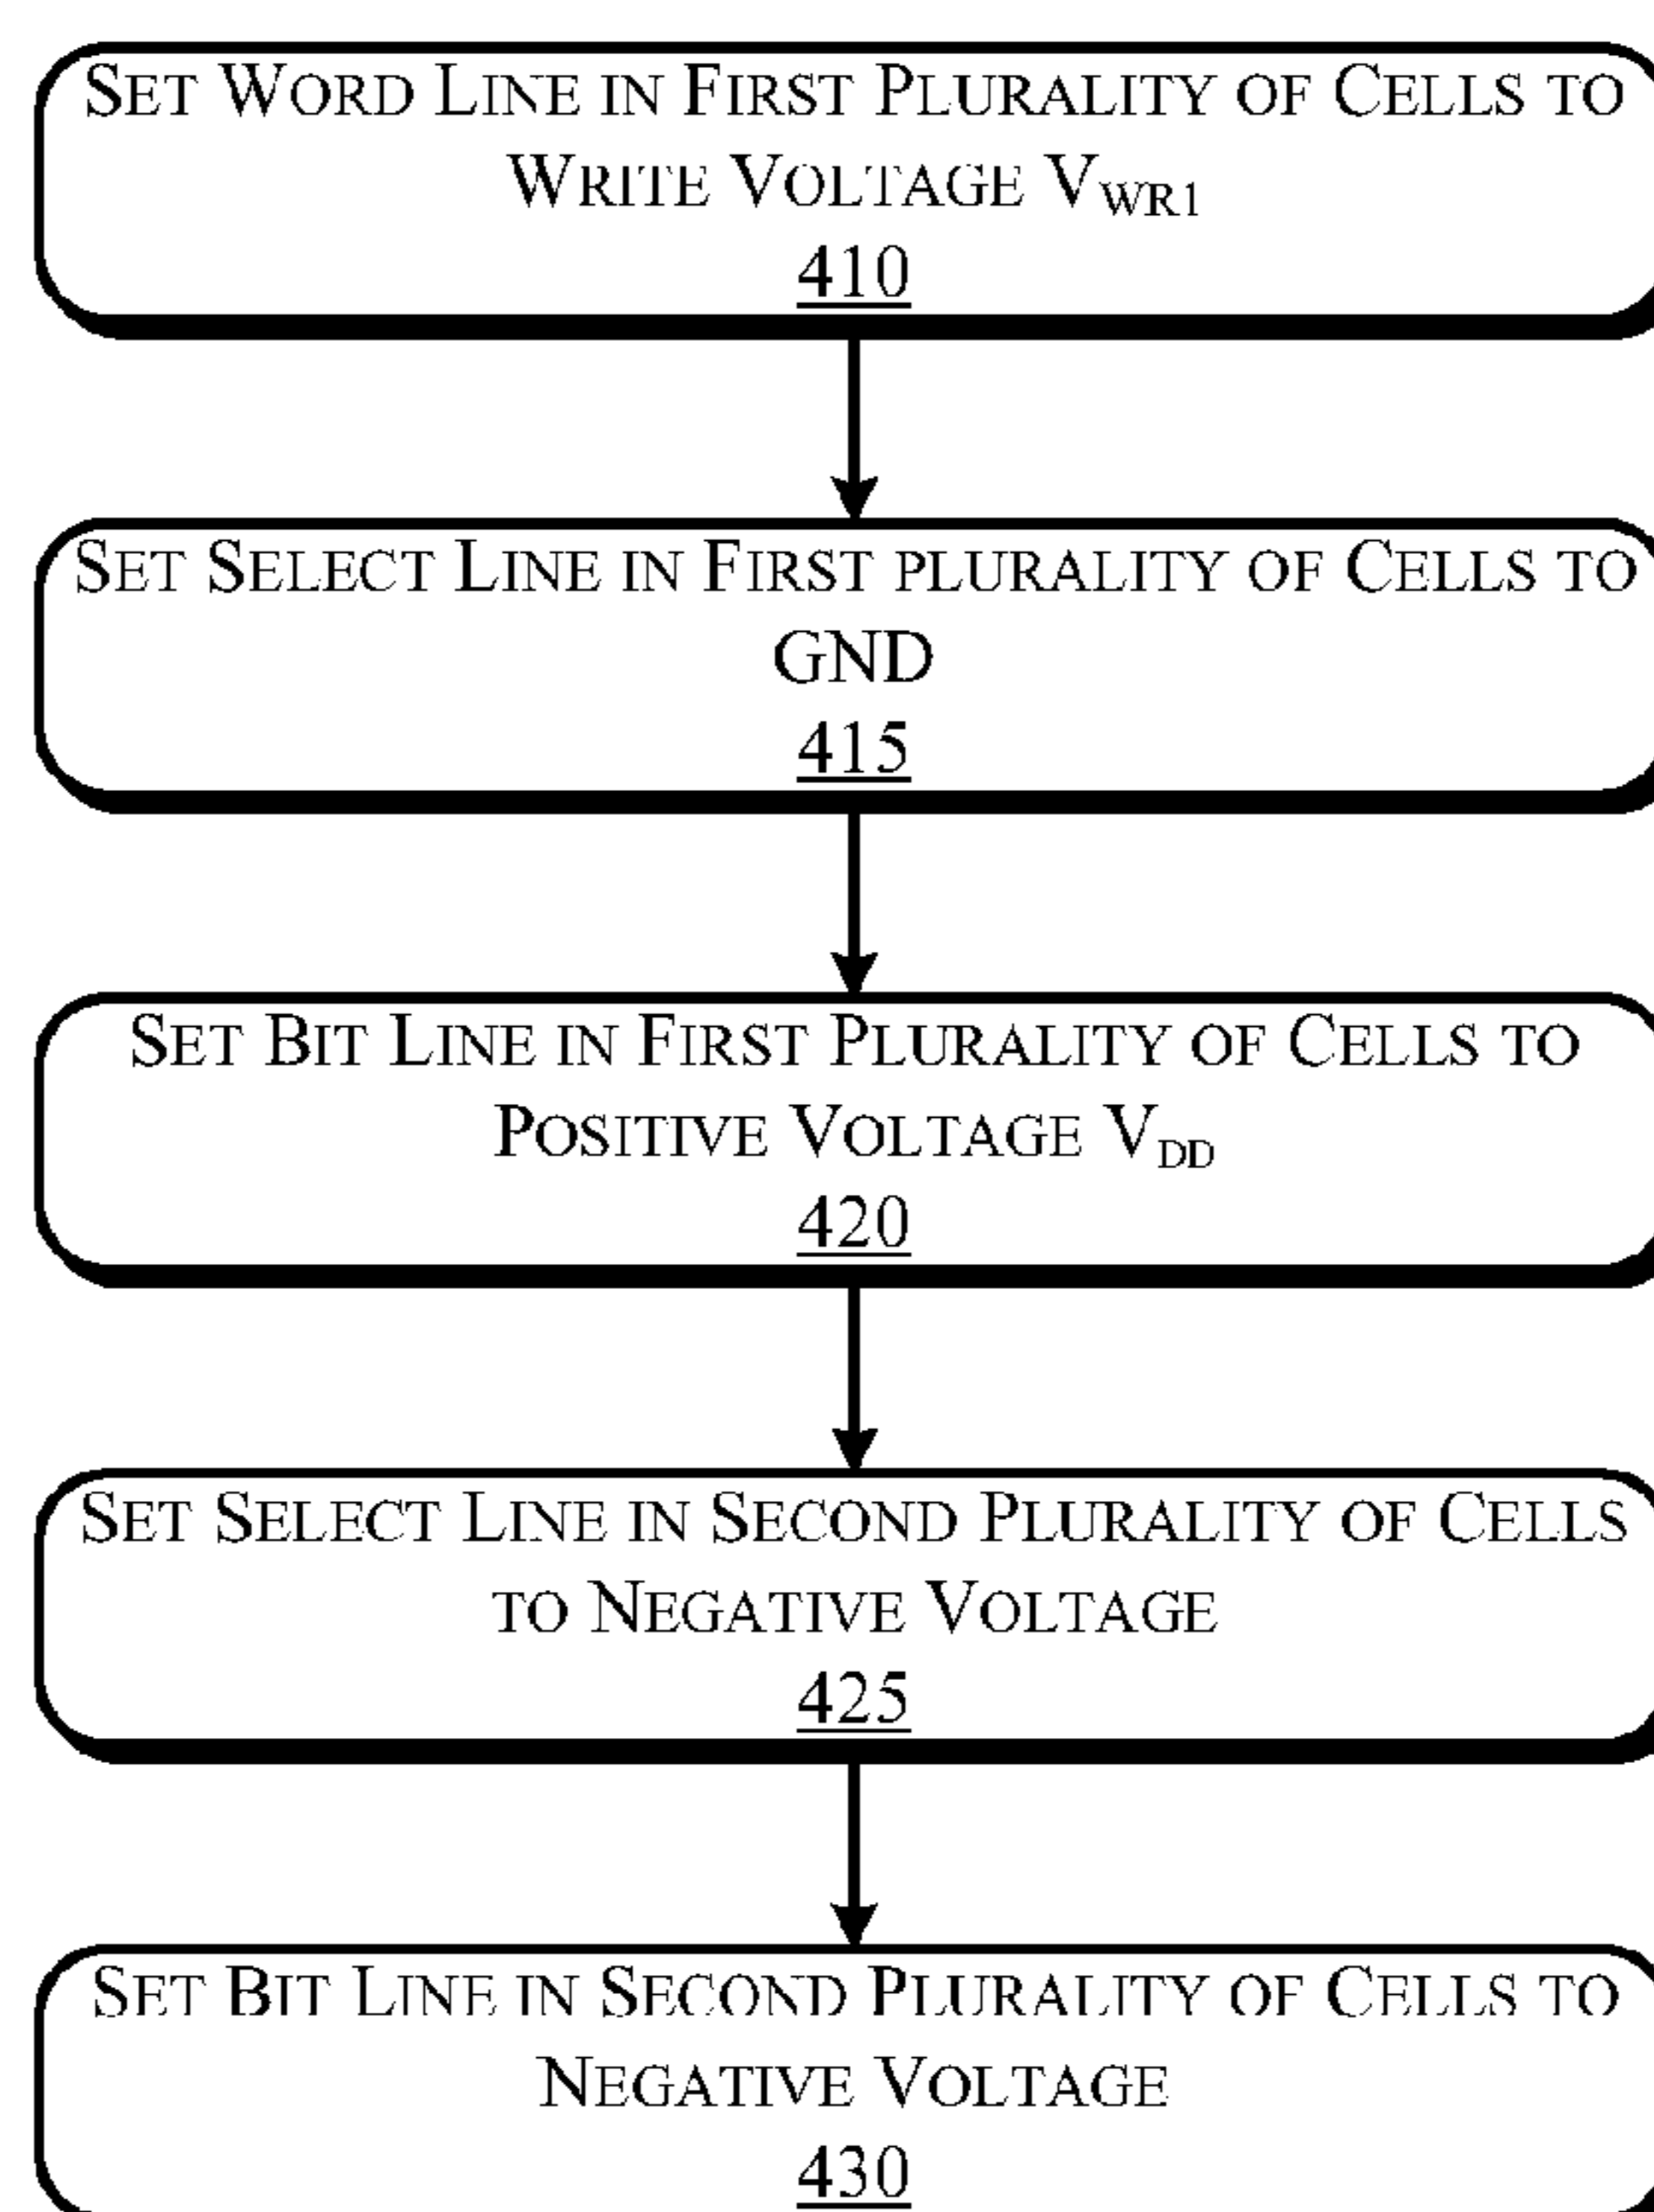 SET WORD LINE IN FIRST PLURALITY OF CELLS TO
WRITE VOLTAGE VWR1
410
SET SELECT LINE IN FIRST PLURALITY OF CELLS TO
GND
415
SET BIT LINE IN FIRST PLURALITY OF CELLS TO
POSITIVE VOLTAGE VDD
420
SET SELECT LINE IN SECOND PLURALITY OF CELLS
TO NEGATIVE VOLTAGE
425
SET BIT LINE IN SECOND PLURALITY OF CELLS TO
NEGATIVE VOLTAGE
430